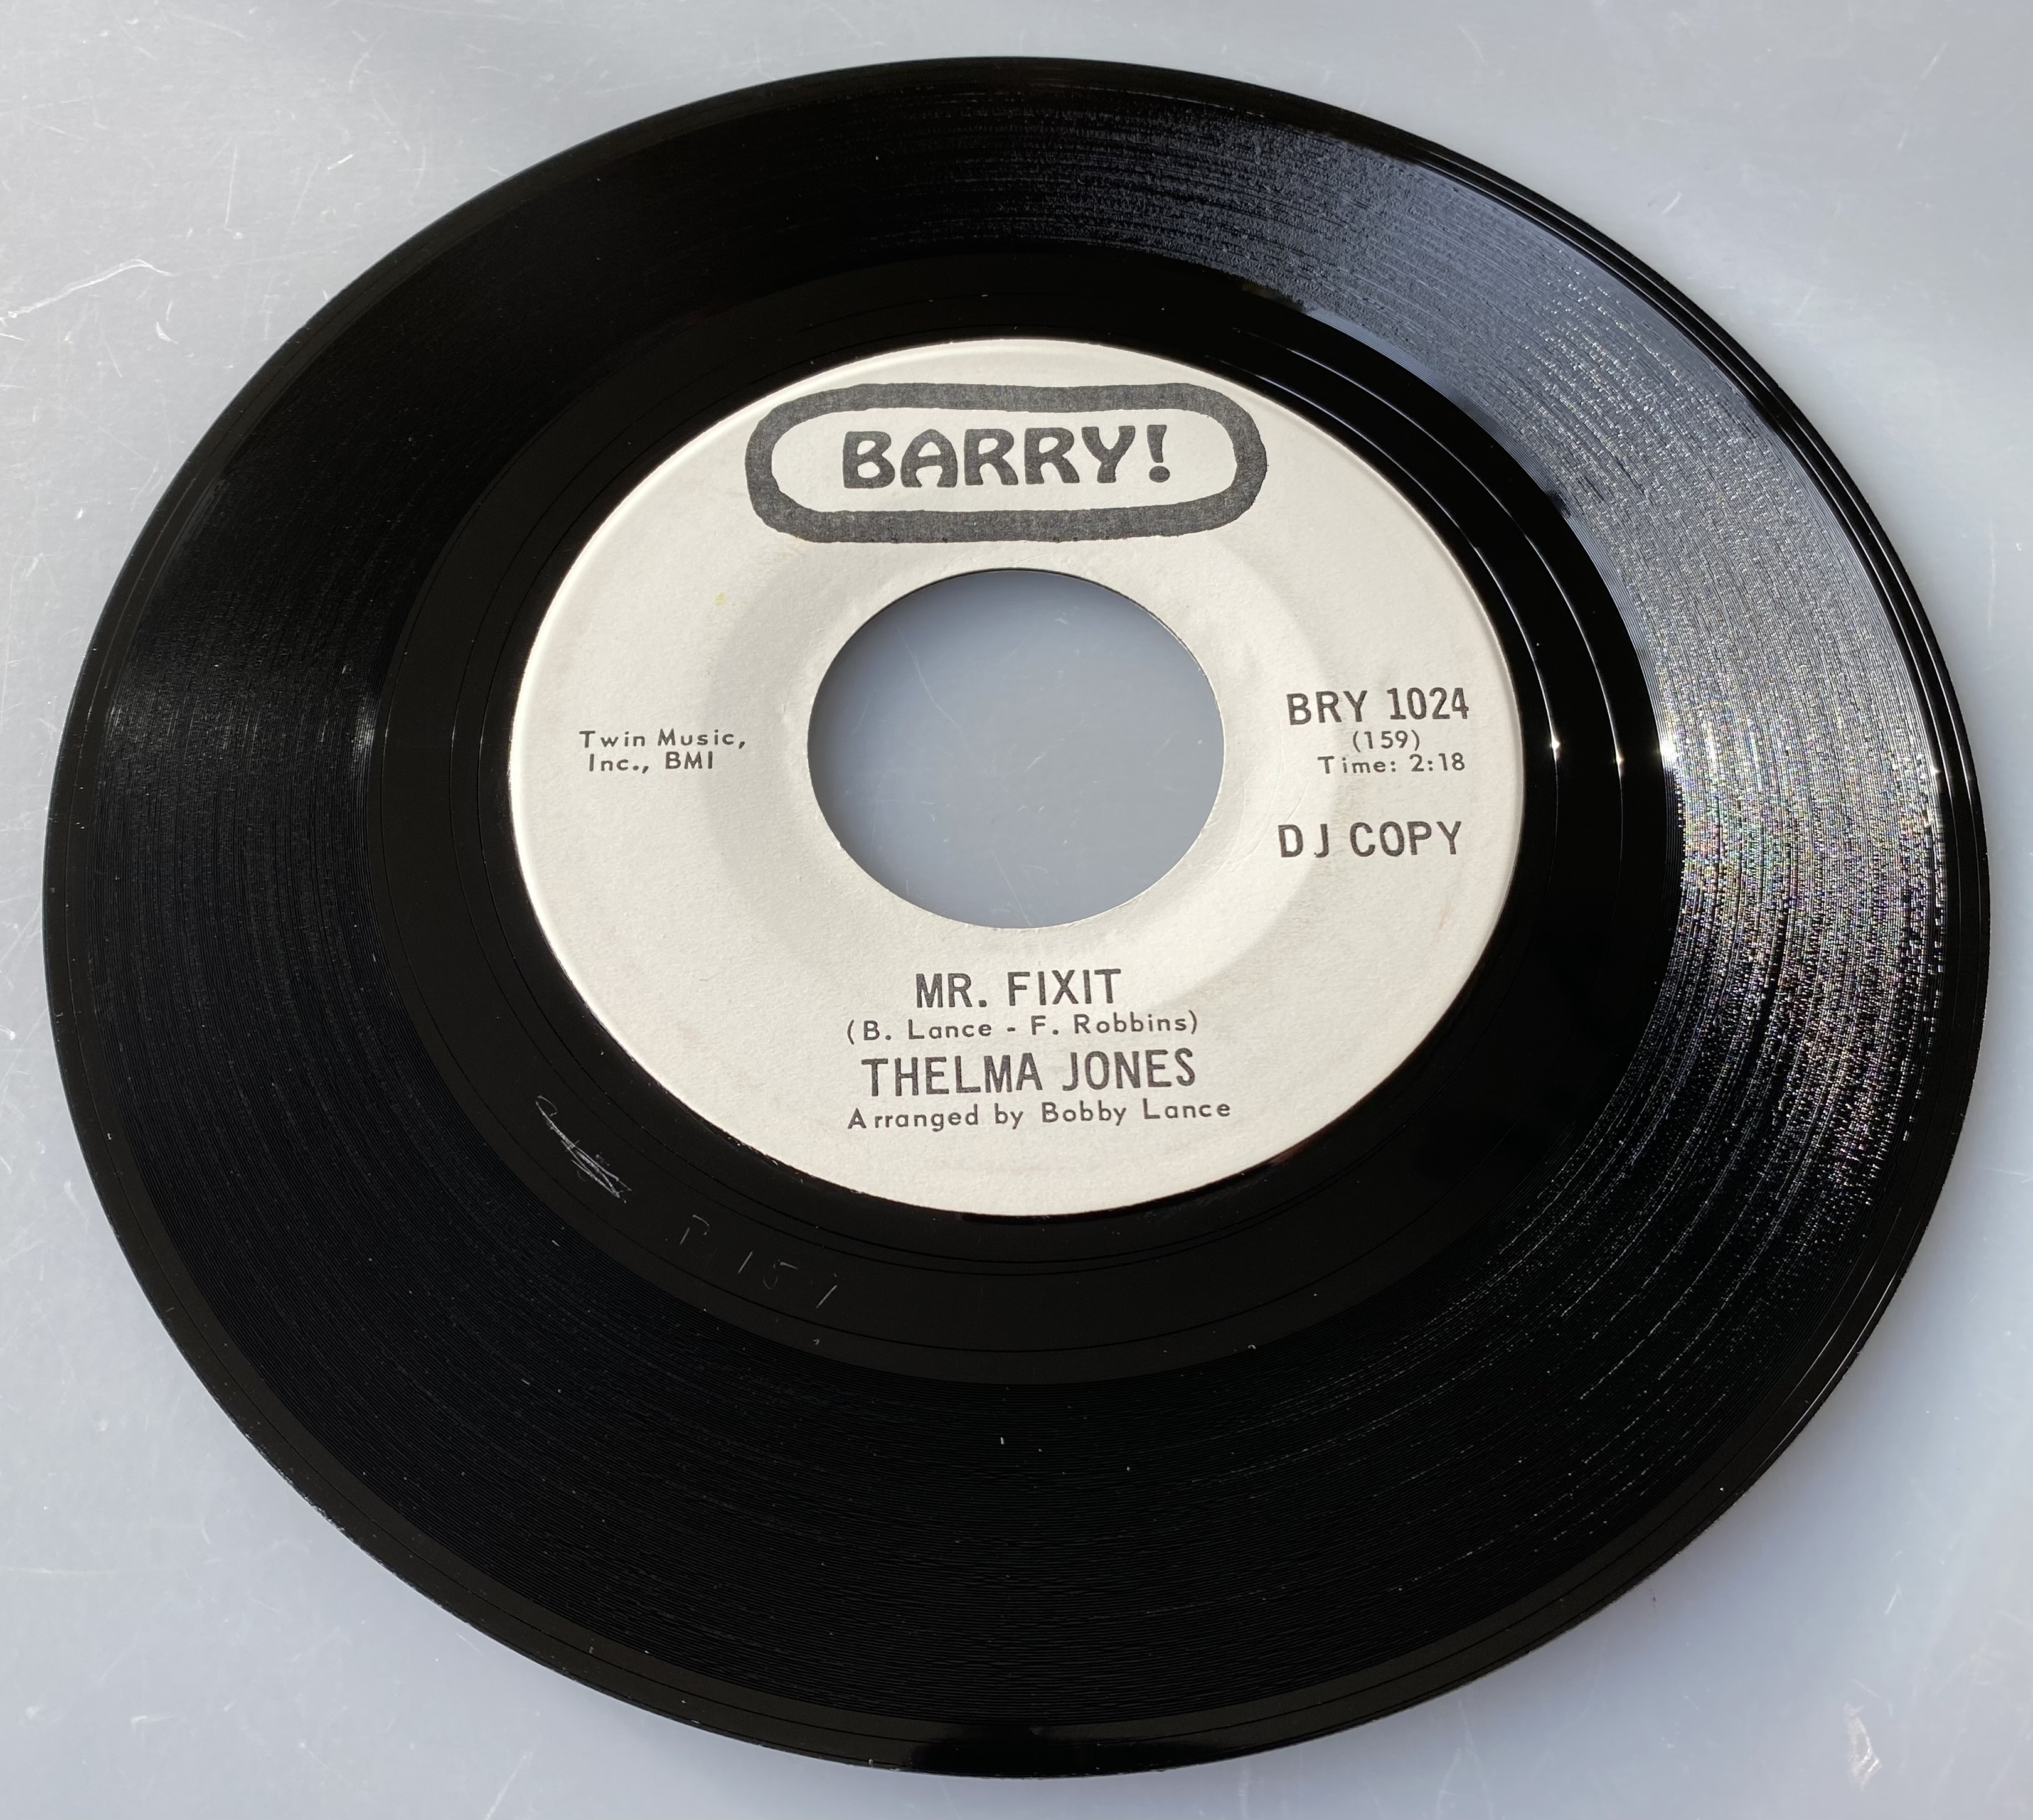 BARRY!
Twin Music,
Inc., BMI
BRY 1024
(159)
Time: 2:18
DJ COPY
MR. FIXIT
(B. Lance - F. Robbins)
THELMA JONES
Arranged by Bobby Lance